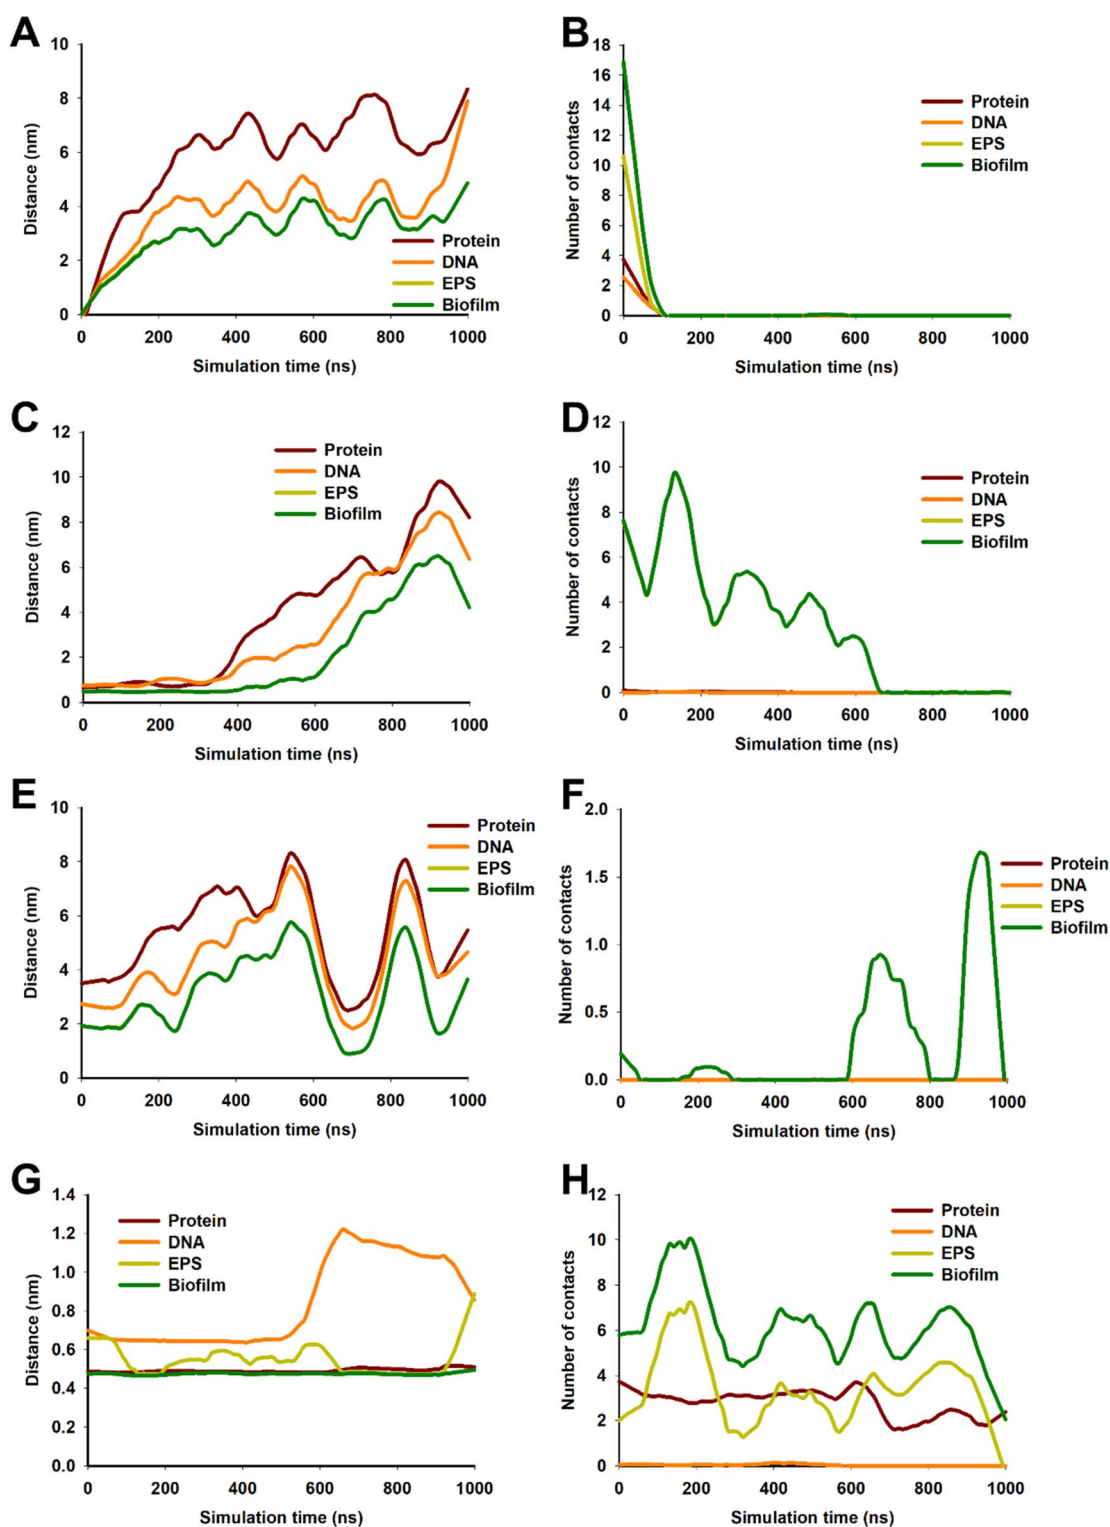 A
10
8
6
4
2
0
Distance (nm)
Protein
DNA
EPS
Biofilm
0 200 400 600 800 1000
Simulation time (ns)
B
18
16
14
12
10
8
6
4
2
0
Number of contacts
Protein
DNA
EPS
Biofilm
0 200 400 600 800 1000
Simulation time (ns)
C
12
10
8
6
4
2
0
Distance (nm)
Protein
DNA
EPS
Biofilm
0 200 400 600 800 1000
Simulation time (ns)
D
12
10
8
6
4
2
0
Number of contacts
Protein
DNA
EPS
Biofilm
0 200 400 600 800 1000
Simulation time (ns)
E
10
8
6
4
2
0
Distance (nm)
Protein
DNA
EPS
Biofilm
0 200 400 600 800 1000
Simulation time (ns)
F
2.0
1.5
1.0
0.5
0.0
Number of contacts
Protein
DNA
EPS
Biofilm
0 200 400 600 800 1000
Simulation time (ns)
G
1.4
1.2
1.0
0.8
0.6
0.4
0.2
0.0
Distance (nm)
Protein
DNA
EPS
Biofilm
0 200 400 600 800 1000
Simulation time (ns)
H
12
10
8
6
4
2
0
Number of contacts
Protein
DNA
EPS
Biofilm
0 200 400 600 800 1000
Simulation time (ns)